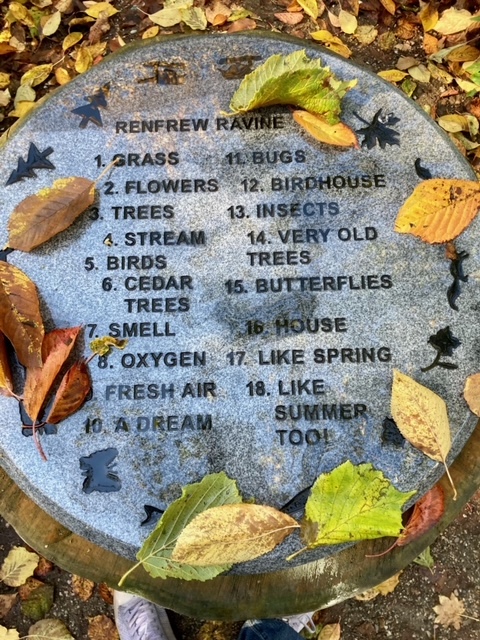 RENFREW RAVINE
1. GRASS
2. FLOWERS
3. TREES
4. STREAM
5. BIRDS
6. CEDAR
TREES
7. SMELL
8. OXYGEN
FRESH AIR
10. A DREAM
11. BUGS
12. BIRDHOUSE
13. INSECTS
14. VERY OLD
TREES
15. BUTTERFLIES
16. HOUSE
17. LIKE SPRING
18. LIKE
SUMMER
TOO!